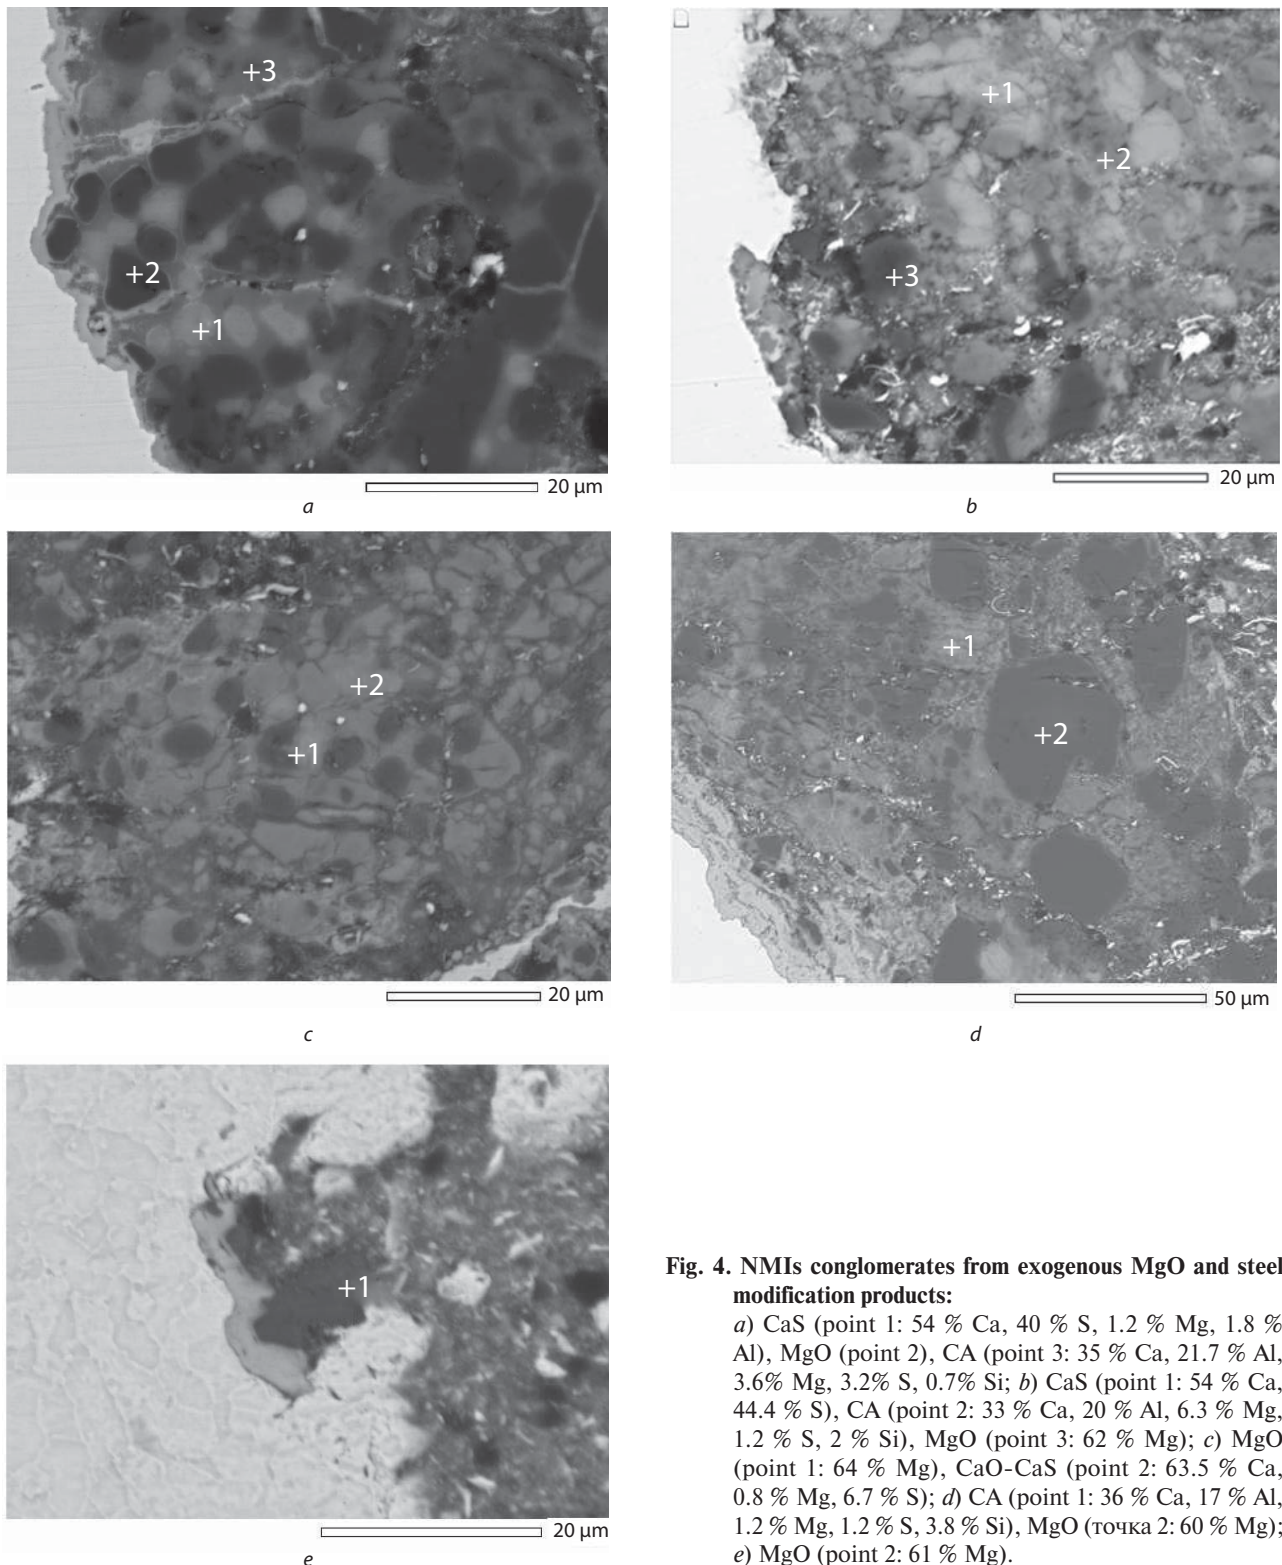 +3
+2
+1
20 µm
a
+1
+2
+3
20 µm
b
+2
+1
20 µm
c
+1
+2
50 µm
d
+1
20 µm
e
Fig. 4. NMIs conglomerates from exogenous MgO and steel
modification products:
a) CaS (point 1: 54 % Ca, 40 % S, 1.2 % Mg, 1.8 %
Al), MgO (point 2), CA (point 3: 35 % Ca, 21.7 % Al,
3.6% Mg, 3.2% S, 0.7% Si; b) CaS (point 1: 54 % Ca,
44.4 % S), CA (point 2: 33 % Ca, 20 % Al, 6.3 % Mg,
1.2 % S, 2 % Si), MgO (point 3: 62 % Mg); c) MgO
(point 1: 64 % Mg), CaO-CaS (point 2: 63.5 % Ca,
0.8 % Mg, 6.7 % S); d) CA (point 1: 36 % Ca, 17 % Al,
1.2 % Mg, 1.2 % S, 3.8 % Si), MgO (точка 2: 60 % Mg);
e) MgO (point 2: 61 % Mg).